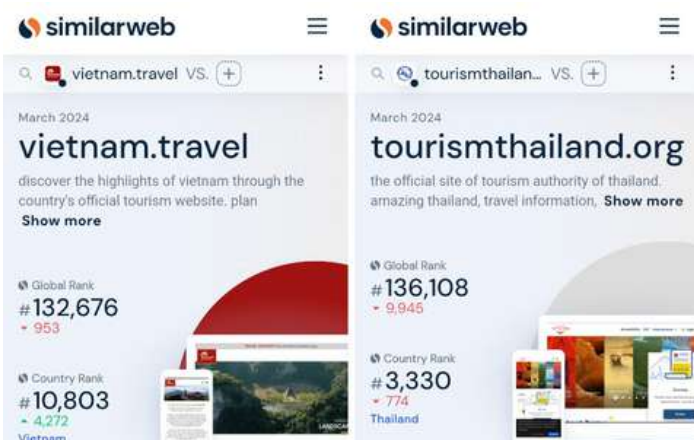 similarweb
vietnam.travel VS.
March 2024
vietnam.travel
discover the highlights of vietnam through the
country's official tourism website. plan
Show more
Global Rank
#132,676
953
Country Rank
#10,803
4,272
Vietnam
similarweb
tourismthailan... VS.
March 2024
tourismthailand.org
the official site of tourism authority of thailand.
amazing thailand, travel information, Show more
Global Rank
#136,108
9,945
Country Rank
#3,330
774
Thailand